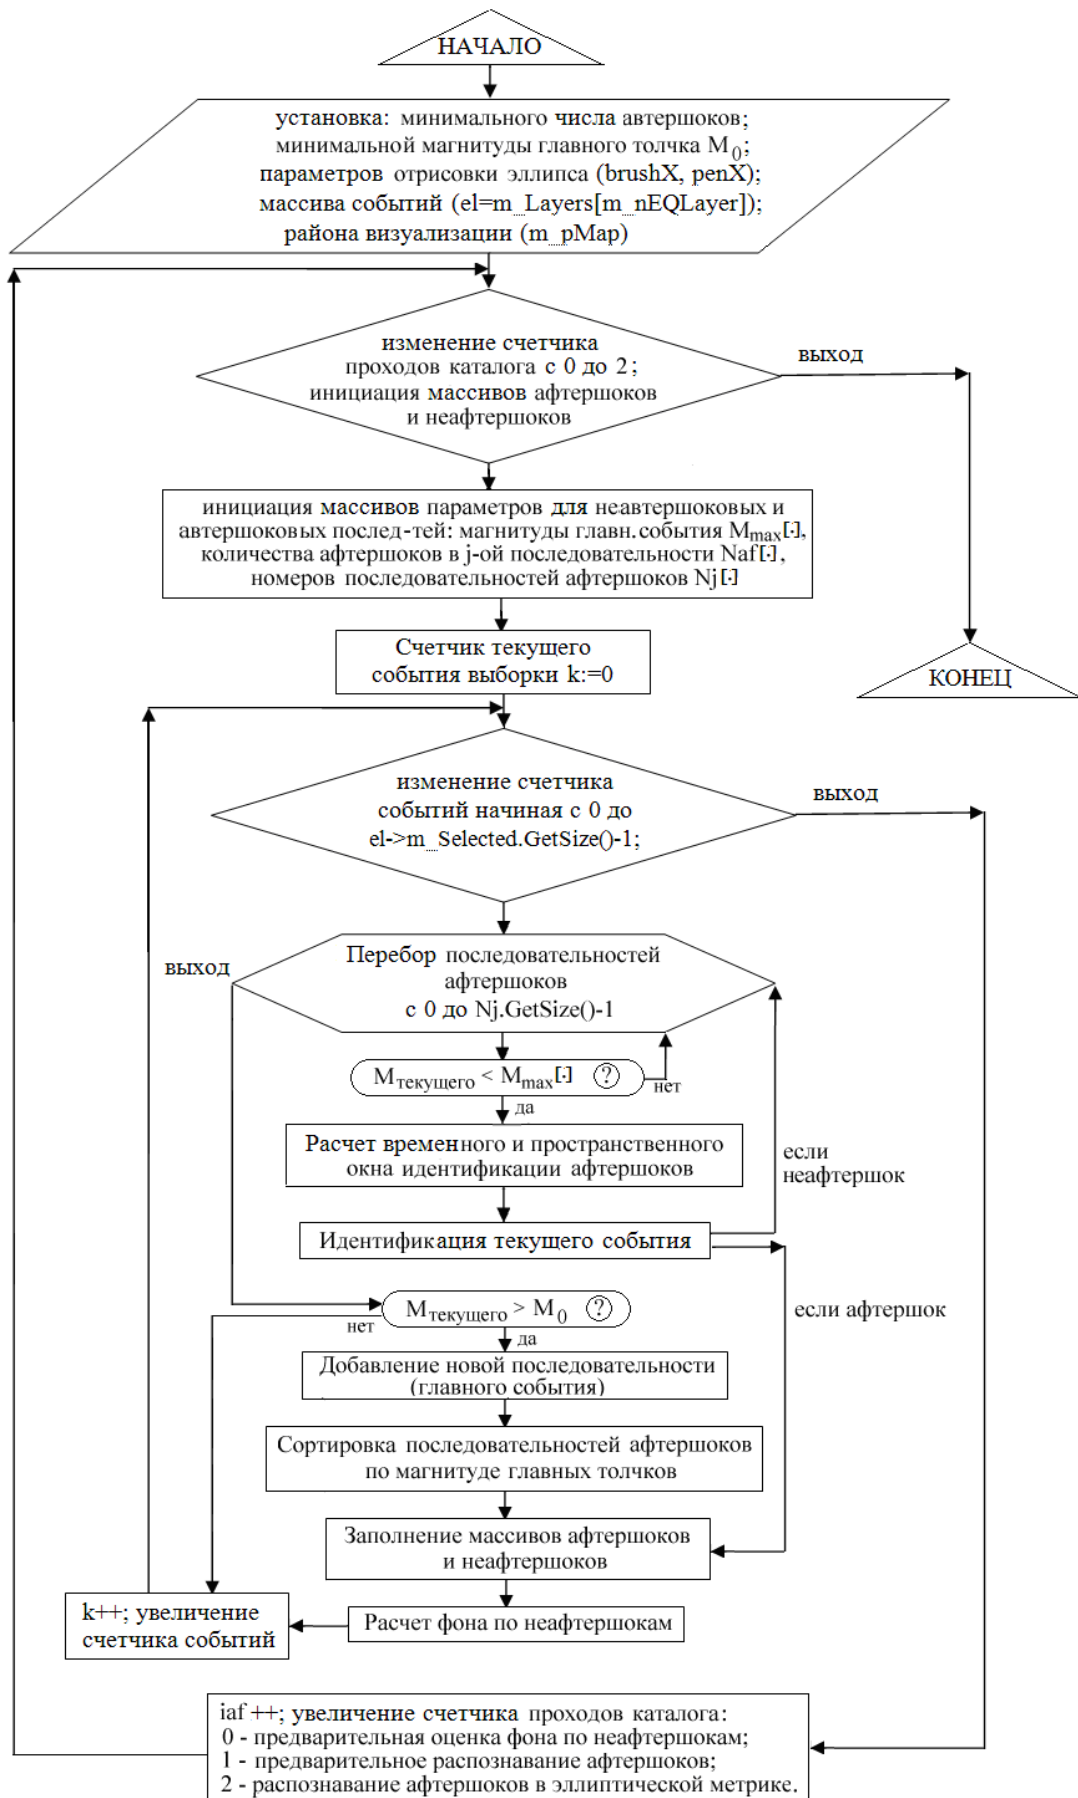 НАЧАЛО
установка: минимального числа автершоков;
минимальной магнитуды главного толчка M0;
параметров отрисовки эллипса (brushX, penX);
массива событий (el=m_Layers[m_nEQLayer]);
района визуализации (m_pMap)
изменение счетчика
проходов каталога с 0 до 2;
инициация массивов афтершоков
и неафтершоков
выход
инициация массивов параметров для неавтершоковых и
автершоковых послед-тей: магнитуды главн.события Mmax[·],
количества афтершоков в j-ой последовательности Naf[·],
номеров последовательностей афтершоков Nj[·]
Счетчик текущего
события выборки k:=0
КОНЕЦ
изменение счетчика
событий начиная с 0 до
el->m_Selected.GetSize()-1;
выход
Перебор последовательностей
афтершоков
с 0 до Nj.GetSize()-1
выход
Mтекущего < Mmax[·] ?
нет
да
Расчет временного и пространственного
окна идентификации афтершоков
если
неафтершок
Идентификация текущего события
если афтершок
Mтекущего > M0 ?
нет
да
Добавление новой последовательности
(главного события)
Сортировка последовательностей афтершоков
по магнитуде главных толчков
Заполнение массивов афтершоков
и неафтершоков
Расчет фона по неафтершокам
k++; увеличение
счетчика событий
iaf ++; увеличение счетчика проходов каталога:
0 - предварительная оценка фона по неафтершокам;
1 - предварительное распознавание афтершоков;
2 - распознавание афтершоков в эллиптической метрике.